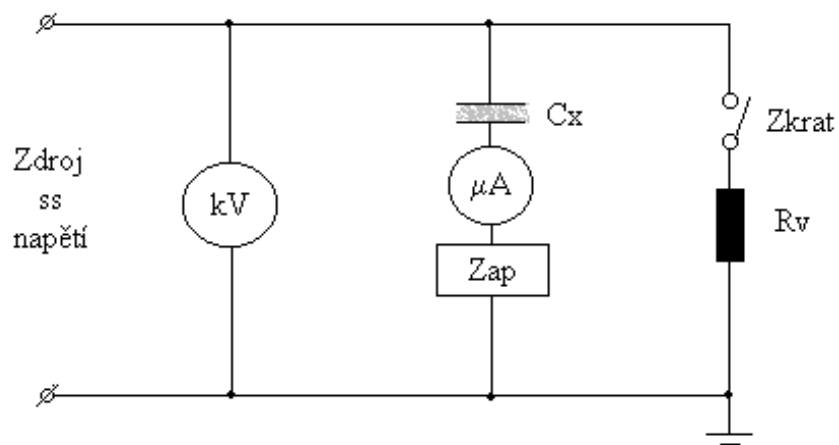 Zdroj
ss
napětí
kV
Cx
μA
Zap
Zkrat
Rv